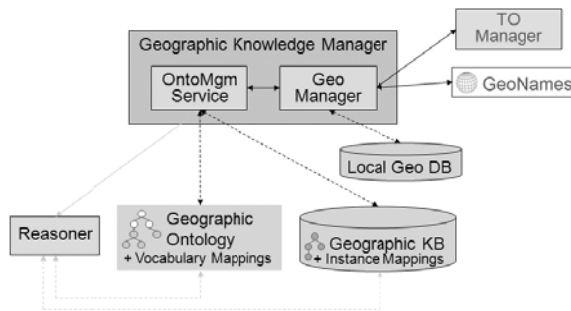 TO
Manager
Geographic Knowledge Manager
OntoMgm
Service
Geo
Manager
GeoNames
Local Geo DB
Reasoner
Geographic
Ontology
+ Vocabulary Mappings
Geographic KB
+ Instance Mappings